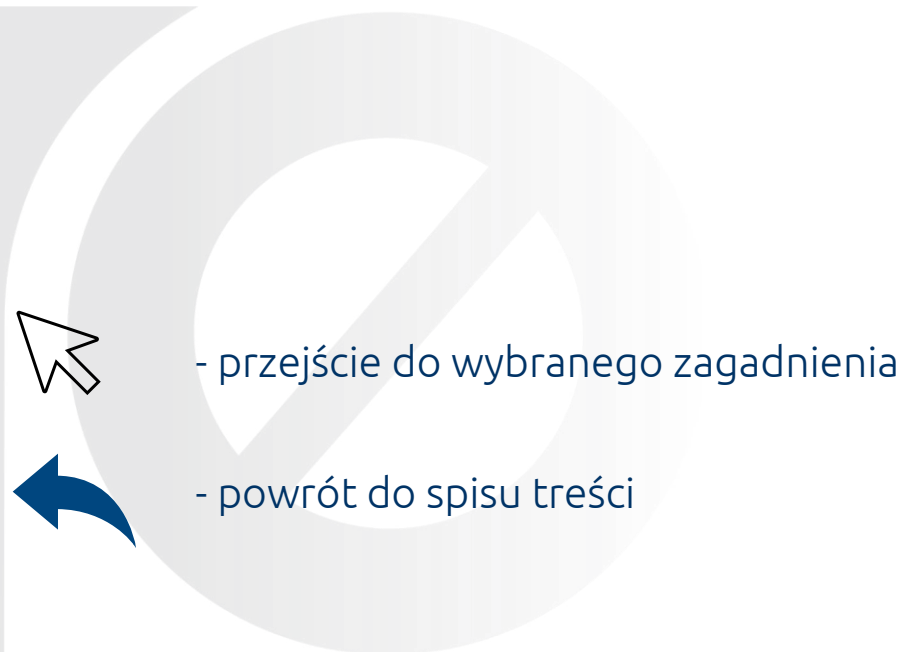 - przejście do wybranego zagadnienia
- powrót do spisu treści